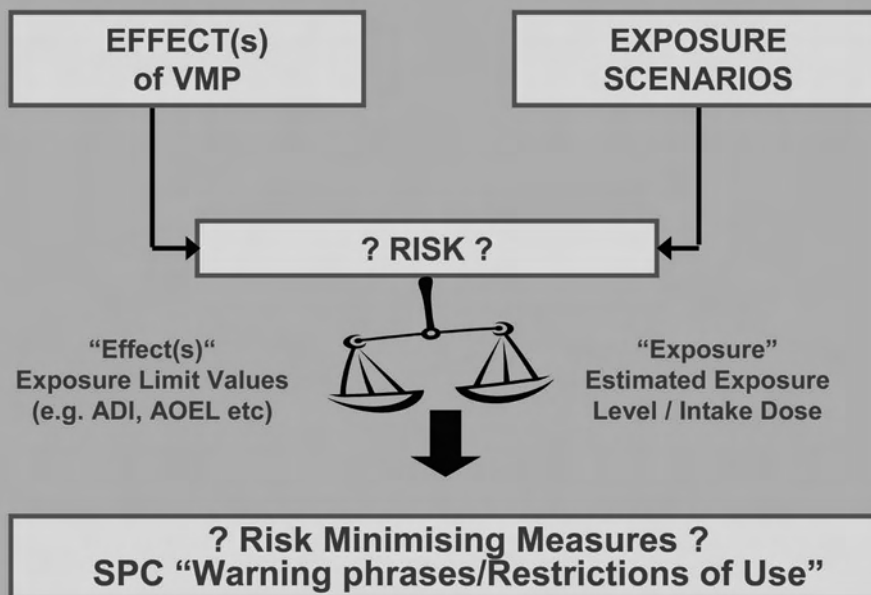 EFFECT(s)
of VMP
EXPOSURE
SCENARIOS
? RISK ?
“Effect(s)“
Exposure Limit Values
(e.g. ADI, AOEL etc)
“Exposure”
Estimated Exposure
Level / Intake Dose
? Risk Minimising Measures ?
SPC “Warning phrases/Restrictions of Use”